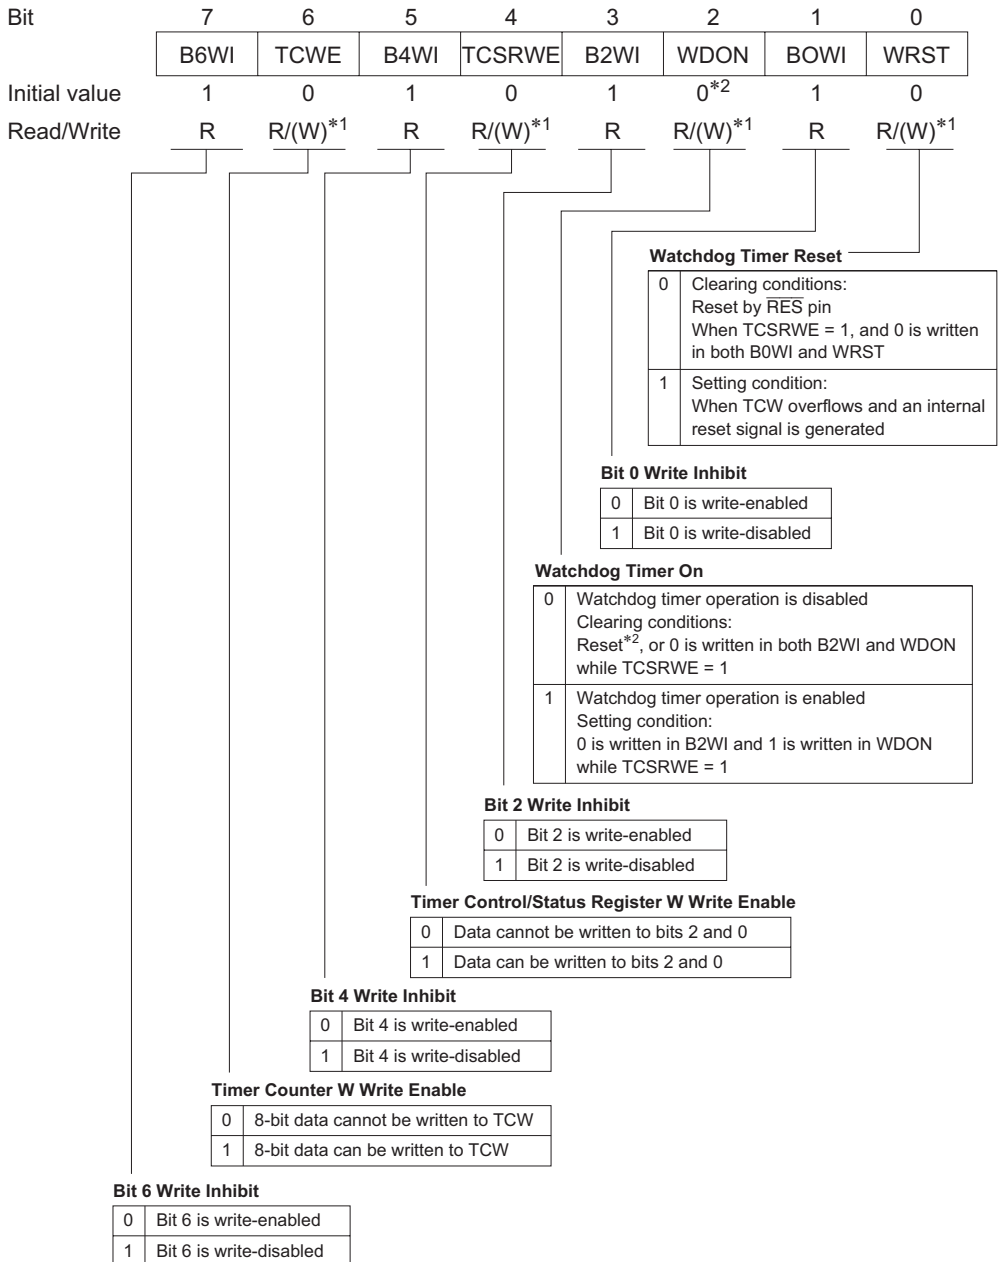 Bit 7 6 5 4 3 2 1 0
B6WI TCWE B4WI TCSRWE B2WI WDON BOWI WRST
Initial value 1 0 1 0 1 0*2 1 0
Read/Write R R/(W)*1 R R/(W)*1 R R/(W)*1 R R/(W)*1
Watchdog Timer Reset
0 Clearing conditions:
Reset by R̅E̅S̅ pin
When TCSRWE = 1, and 0 is written
in both B0WI and WRST
1 Setting condition:
When TCW overflows and an internal
reset signal is generated
Bit 0 Write Inhibit
0 Bit 0 is write-enabled
1 Bit 0 is write-disabled
Watchdog Timer On
0 Watchdog timer operation is disabled
Clearing conditions:
Reset*2, or 0 is written in both B2WI and WDON
while TCSRWE = 1
1 Watchdog timer operation is enabled
Setting condition:
0 is written in B2WI and 1 is written in WDON
while TCSRWE = 1
Bit 2 Write Inhibit
0 Bit 2 is write-enabled
1 Bit 2 is write-disabled
Timer Control/Status Register W Write Enable
0 Data cannot be written to bits 2 and 0
1 Data can be written to bits 2 and 0
Bit 4 Write Inhibit
0 Bit 4 is write-enabled
1 Bit 4 is write-disabled
Timer Counter W Write Enable
0 8-bit data cannot be written to TCW
1 8-bit data can be written to TCW
Bit 6 Write Inhibit
0 Bit 6 is write-enabled
1 Bit 6 is write-disabled